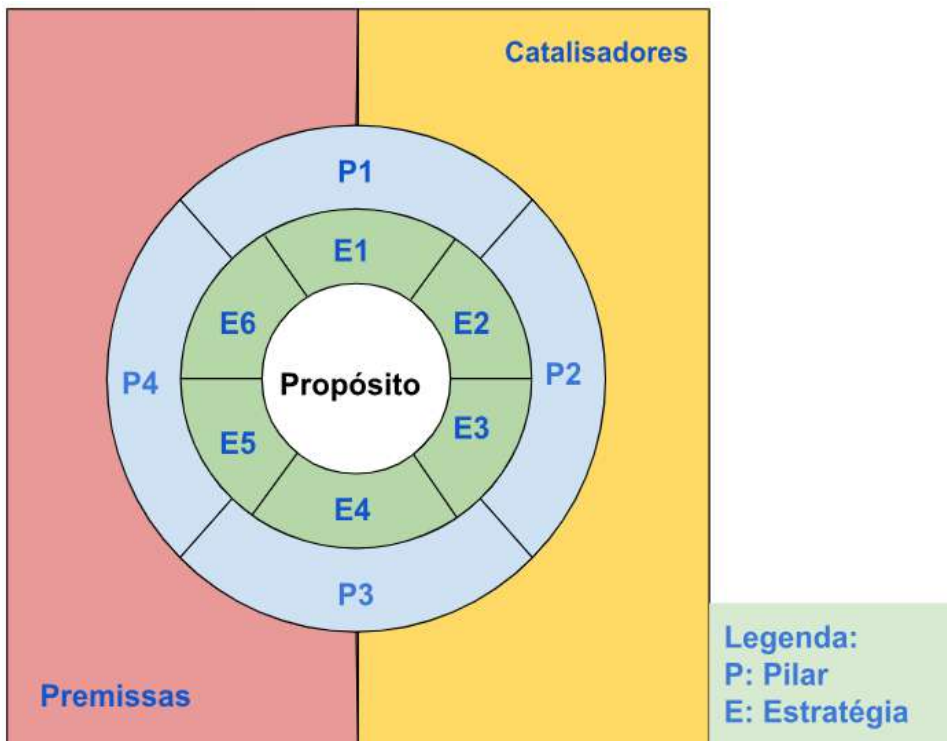 Catalisadores
P1
E1
E6
E2
P4
Propósito
P2
E5
E3
E4
P3
Premissas
Legenda:
P: Pilar
E: Estratégia